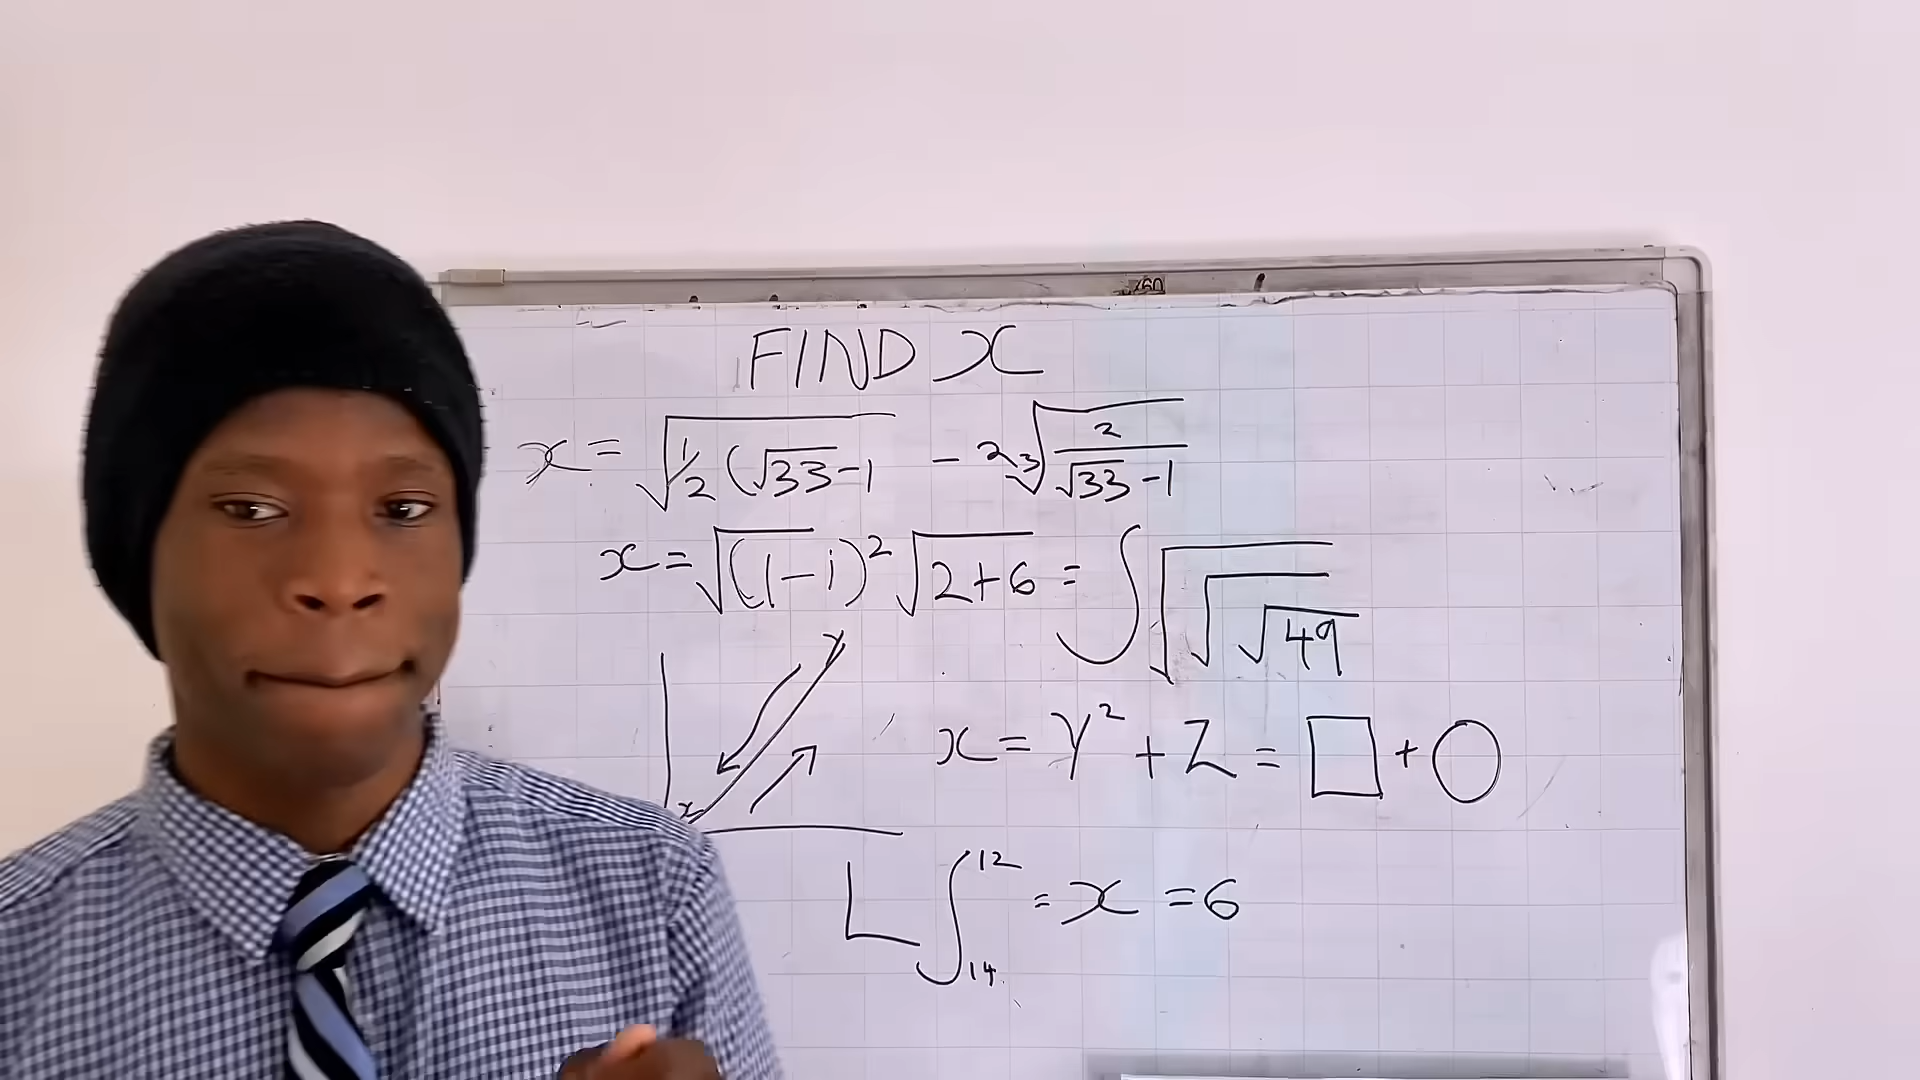 FIND x
x = √(½(√33-1 - 2∛(2/(√33-1
x = √(1-i)² √2+6 = ∫√√√49
y
x
x = y² + Z = □ + ○
L∫₁₄¹² = x = 6